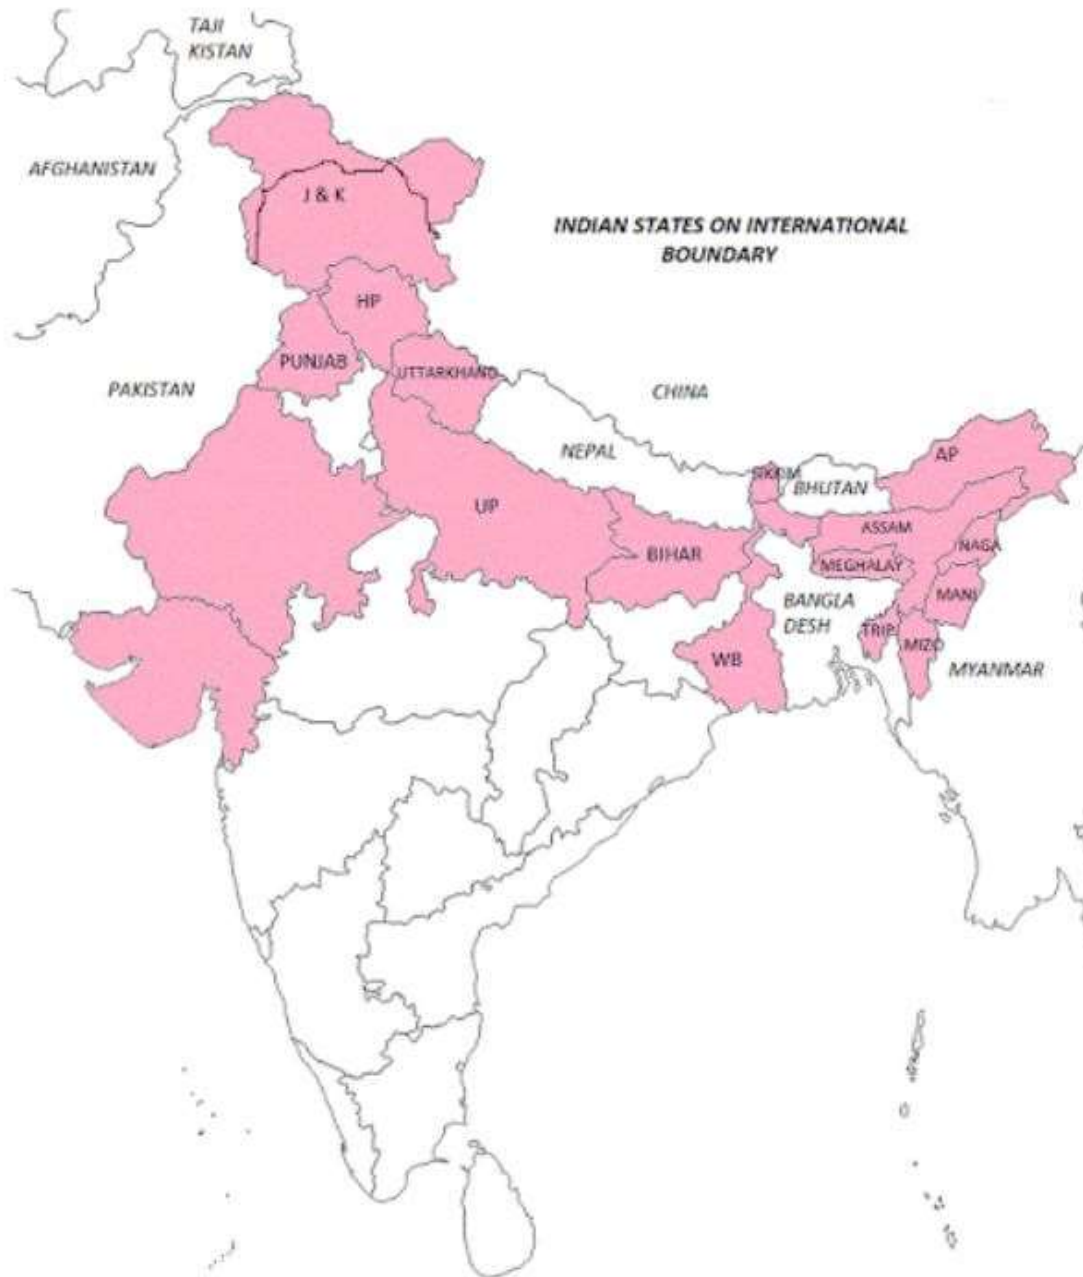 TAJI
KISTAN
AFGHANISTAN
J & K
INDIAN STATES ON INTERNATIONAL
BOUNDARY
HP
PUNJAB
UTTARKHAND
PAKISTAN
CHINA
NEPAL
AP
BHUTAN
UP
ASSAM
BIHAR
NAGA
MEGHALAY
MANI
BANGLA
DESH
TRIP
MIZO
WB
MYANMAR